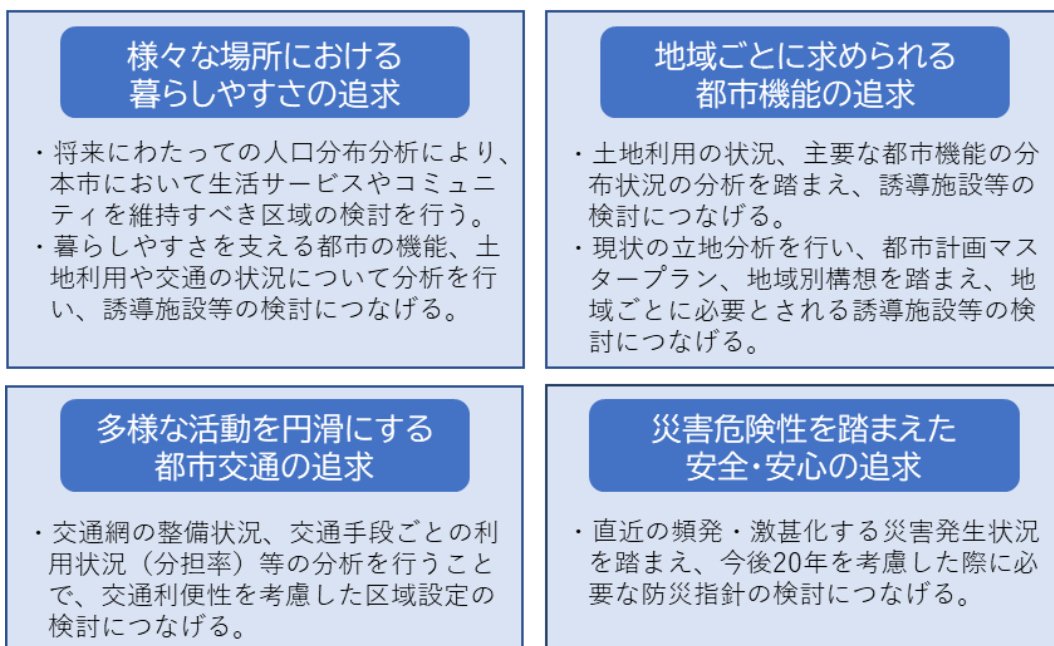 様々な場所における
暮らしやすさの追求
・将来にわたっての人口分布分析により、
本市において生活サービスやコミュニ
ティを維持すべき区域の検討を行う。
・暮らしやすさを支える都市の機能、土
地利用や交通の状況について分析を行
い、誘導施設等の検討につなげる。
地域ごとに求められる
都市機能の追求
・土地利用の状況、主要な都市機能の分
布状況の分析を踏まえ、誘導施設等の
検討につなげる。
・現状の立地分析を行い、都市計画マス
タープラン、地域別構想を踏まえ、地
域ごとに必要とされる誘導施設等の検
討につなげる。
多様な活動を円滑にする
都市交通の追求
・交通網の整備状況、交通手段ごとの利
用状況（分担率）等の分析を行うこと
で、交通利便性を考慮した区域設定の
検討につなげる。
災害危険性を踏まえた
安全・安心の追求
・直近の頻発・激甚化する災害発生状況
を踏まえ、今後20年を考慮した際に必
要な防災指針の検討につなげる。